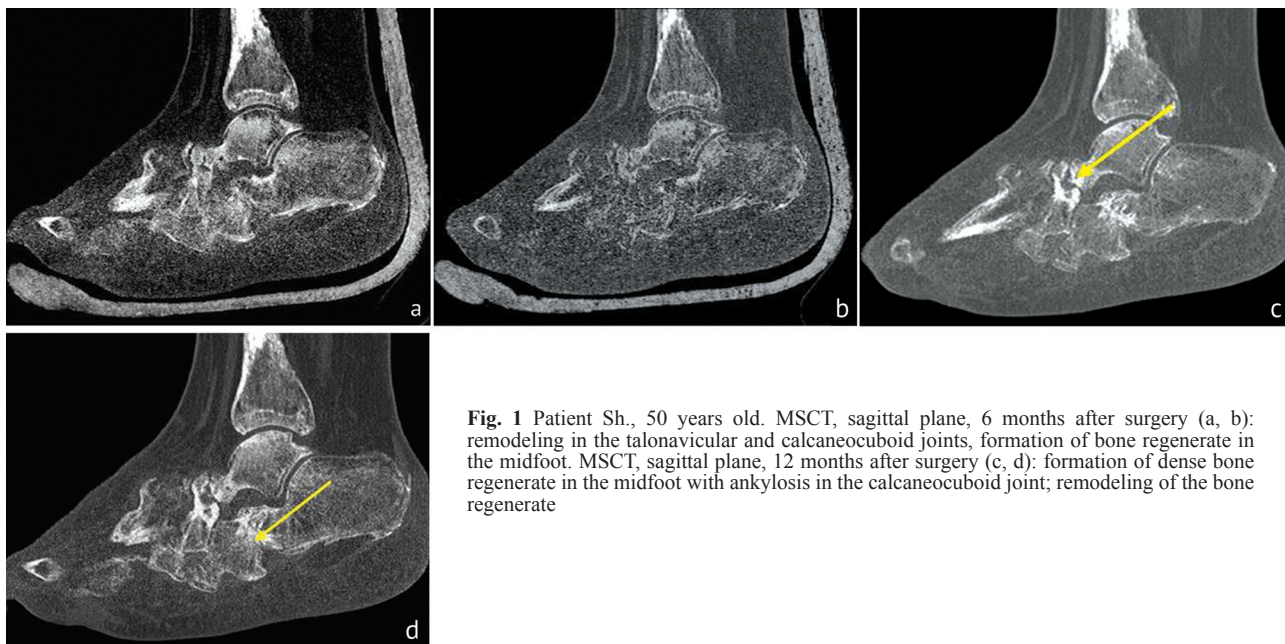 a
b
c
d
Fig. 1 Patient Sh., 50 years old. MSCT, sagittal plane, 6 months after surgery (a, b):
remodeling in the talonavicular and calcaneocuboid joints, formation of bone regenerate in
the midfoot. MSCT, sagittal plane, 12 months after surgery (c, d): formation of dense bone
regenerate in the midfoot with ankylosis in the calcaneocuboid joint; remodeling of the bone
regenerate